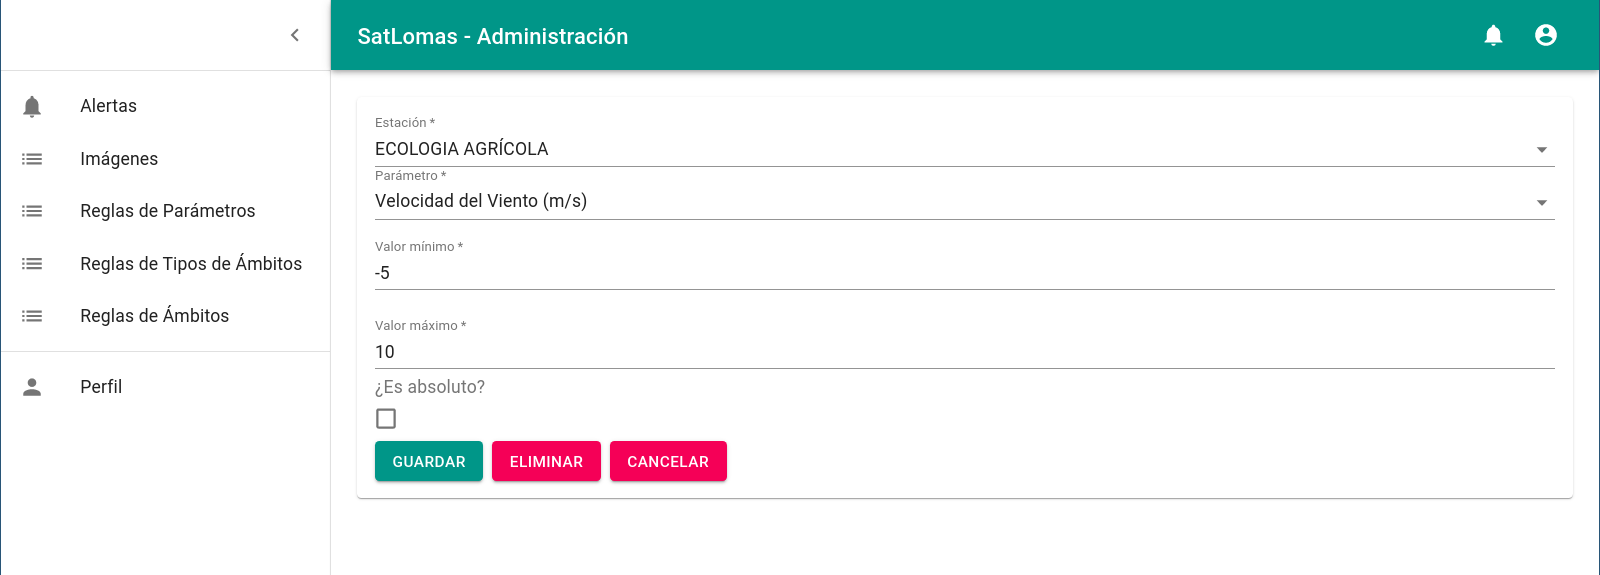 SatLomas - Administración
Alertas
Imágenes
Reglas de Parámetros
Reglas de Tipos de Ámbitos
Reglas de Ámbitos
Perfil
Estación *
ECOLOGIA AGRÍCOLA
Parámetro *
Velocidad del Viento (m/s)
Valor mínimo *
-5
Valor máximo *
10
¿Es absoluto?
GUARDAR ELIMINAR CANCELAR